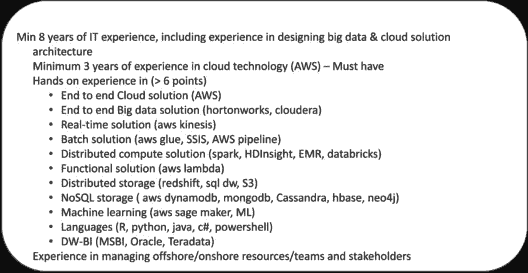 Min 8 years of IT experience, including experience in designing big data & cloud solution
architecture
Minimum 3 years of experience in cloud technology (AWS) – Must have
Hands on experience in (> 6 points)
• End to end Cloud solution (AWS)
• End to end Big data solution (hortonworks, cloudera)
• Real-time solution (aws kinesis)
• Batch solution (aws glue, SSIS, AWS pipeline)
• Distributed compute solution (spark, HDInsight, EMR, databricks)
• Functional solution (aws lambda)
• Distributed storage (redshift, sql dw, S3)
• NoSQL storage ( aws dynamodb, mongodb, Cassandra, hbase, neo4j)
• Machine learning (aws sage maker, ML)
• Languages (R, python, java, c#, powershell)
• DW-BI (MSBI, Oracle, Teradata)
Experience in managing offshore/onshore resources/teams and stakeholders